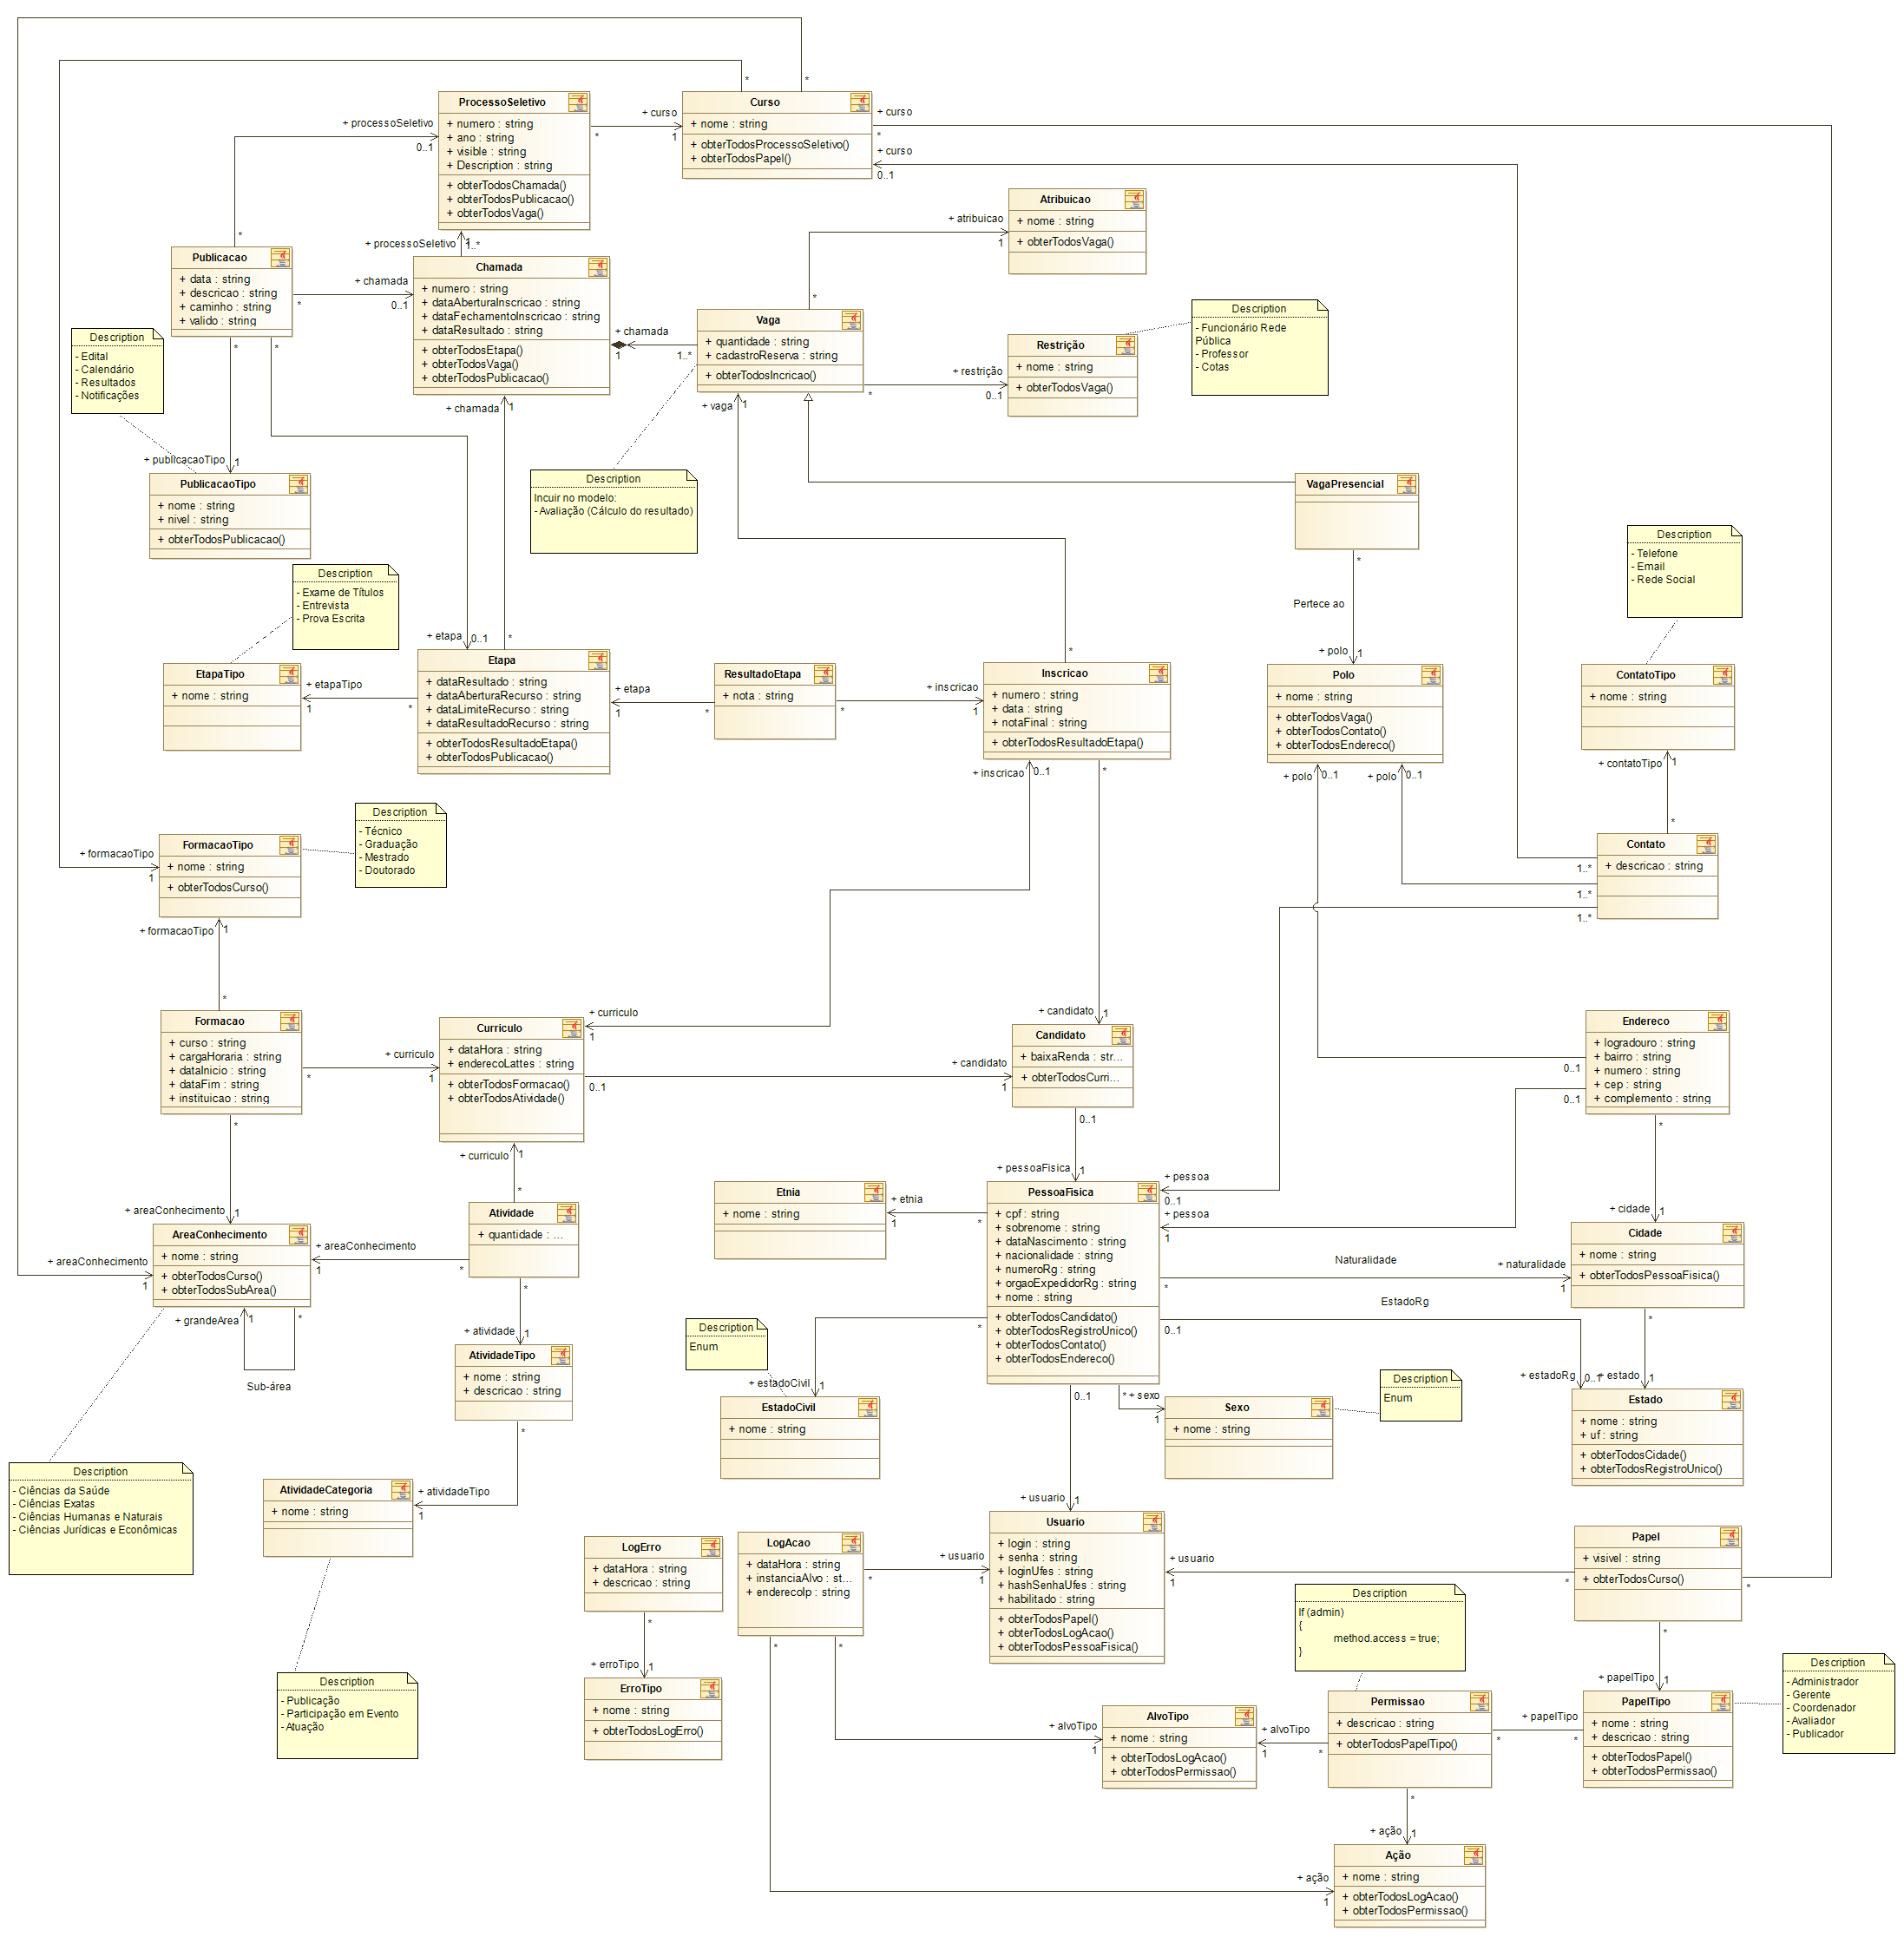 *
*
ProcessoSeletivo
+ numero : string
+ ano : string
+ visible : string
+ Description : string
+ obterTodosChamada()
+ obterTodosPublicacao()
+ obterTodosVaga()
+ curso
*
1
Curso
+ nome : string
+ obterTodosProcessoSeletivo()
+ obterTodosPapel()
+ curso
*
+ curso
0..1
+ processoSeletivo
0..1
*
Atribuicao
+ nome : string
+ obterTodosVaga()
+ atribuicao
1
*
+ processoSeletivo
1
1..*
Publicacao
+ data : string
+ descricao : string
+ caminho : string
+ valido : string
+ chamada
*
0..1
Chamada
+ numero : string
+ dataAberturaInscricao : string
+ dataFechamentoInscricao : string
+ dataResultado : string
+ obterTodosEtapa()
+ obterTodosVaga()
+ obterTodosPublicacao()
+ chamada
1
1..*
Vaga
+ quantidade : string
+ cadastroReserva : string
+ obterTodosIncricao()
Description
- Funcionário Rede
Pública
- Professor
- Cotas
Restrição
+ nome : string
+ obterTodosVaga()
+ restrição
*
0..1
Description
- Edital
- Calendário
- Resultados
- Notificações
*
*
+ chamada
1
+ vaga
1
+ publicacaoTipo
1
PublicacaoTipo
+ nome : string
+ nivel : string
+ obterTodosPublicacao()
Description
Incuir no modelo:
- Avaliação (Cálculo do resultado)
VagaPresencial
*
Pertece ao
+ polo
1
Description
- Telefone
- Email
- Rede Social
Description
- Exame de Títulos
- Entrevista
- Prova Escrita
+ etapa
0..1
*
*
EtapaTipo
+ nome : string
+ etapaTipo
1
*
Etapa
+ dataResultado : string
+ dataAberturaRecurso : string
+ dataLimiteRecurso : string
+ dataResultadoRecurso : string
+ obterTodosResultadoEtapa()
+ obterTodosPublicacao()
+ etapa
1
*
ResultadoEtapa
+ nota : string
+ inscricao
*
1
Inscricao
+ numero : string
+ data : string
+ notaFinal : string
+ obterTodosResultadoEtapa()
Polo
+ nome : string
+ obterTodosVaga()
+ obterTodosContato()
+ obterTodosEndereco()
ContatoTipo
+ nome : string
+ inscricao
0..1
*
+ polo
0..1
+ polo
0..1
+ contatoTipo
1
*
Description
- Técnico
- Graduação
- Mestrado
- Doutorado
+ formacaoTipo
1
FormacaoTipo
+ nome : string
+ obterTodosCurso()
Contato
+ descricao : string
1..*
1..*
1..*
+ formacaoTipo
1
*
Formacao
+ curso : string
+ cargaHoraria : string
+ dataInicio : string
+ dataFim : string
+ instituicao : string
+ curriculo
*
1
Curriculo
+ dataHora : string
+ enderecoLattes : string
+ obterTodosFormacao()
+ obterTodosAtividade()
+ curriculo
1
+ candidato
0..1
1
+ candidato
1
Candidato
+ baixaRenda : str...
+ obterTodosCurri...
Endereco
+ logradouro : string
+ bairro : string
+ numero : string
+ cep : string
+ complemento : string
0..1
0..1
*
*
+ curriculo
1
*
0..1
+ pessoaFisica
1
+ areaConhecimento
1
Etnia
+ nome : string
+ etnia
1
*
PessoaFisica
+ cpf : string
+ sobrenome : string
+ dataNascimento : string
+ nacionalidade : string
+ numeroRg : string
+ orgaoExpedidorRg : string
+ nome : string
+ obterTodosCandidato()
+ obterTodosRegistroUnico()
+ obterTodosContato()
+ obterTodosEndereco()
+ pessoa
0..1
+ pessoa
1
+ cidade
1
Cidade
+ nome : string
+ obterTodosPessoaFisica()
Atividade
+ quantidade : ...
AreaConhecimento
+ nome : string
+ obterTodosCurso()
+ obterTodosSubArea()
+ areaConhecimento
1
+ areaConhecimento
1
*
Naturalidade
+ naturalidade
*
1
EstadoRg
0..1
*
+ grandeArea
1
*
Sub-área
*
+ atividade
1
AtividadeTipo
+ nome : string
+ descricao : string
Description
Enum
*
+ estadoCivil
1
EstadoCivil
+ nome : string
0..1
*
+ sexo
1
Sexo
+ nome : string
Description
Enum
+ estadoRg
0..1
+ estado
1
Estado
+ nome : string
+ uf : string
+ obterTodosCidade()
+ obterTodosRegistroUnico()
*
Description
- Ciências da Saúde
- Ciências Exatas
- Ciências Humanas e Naturais
- Ciências Jurídicas e Econômicas
AtividadeCategoria
+ nome : string
+ atividadeTipo
1
+ usuario
1
LogErro
+ dataHora : string
+ descricao : string
LogAcao
+ dataHora : string
+ instanciaAlvo : st...
+ enderecoIp : string
+ usuario
*
1
Usuario
+ login : string
+ senha : string
+ loginUfes : string
+ hashSenhaUfes : string
+ habilitado : string
+ obterTodosPapel()
+ obterTodosLogAcao()
+ obterTodosPessoaFisica()
+ usuario
1
*
Papel
+ visivel : string
+ obterTodosCurso()
*
Description
If (admin)
{
method.access = true;
}
*
+ erroTipo
1
*
*
*
+ papelTipo
1
Description
- Publicação
- Participação em Evento
- Atuação
ErroTipo
+ nome : string
+ obterTodosLogErro()
+ alvoTipo
1
AlvoTipo
+ nome : string
+ obterTodosLogAcao()
+ obterTodosPermissao()
+ alvoTipo
1
*
Permissao
+ descricao : string
+ obterTodosPapelTipo()
+ papelTipo
*
*
PapelTipo
+ nome : string
+ descricao : string
+ obterTodosPapel()
+ obterTodosPermissao()
Description
- Administrador
- Gerente
- Coordenador
- Avaliador
- Publicador
*
+ ação
1
+ ação
1
Ação
+ nome : string
+ obterTodosLogAcao()
+ obterTodosPermissao()